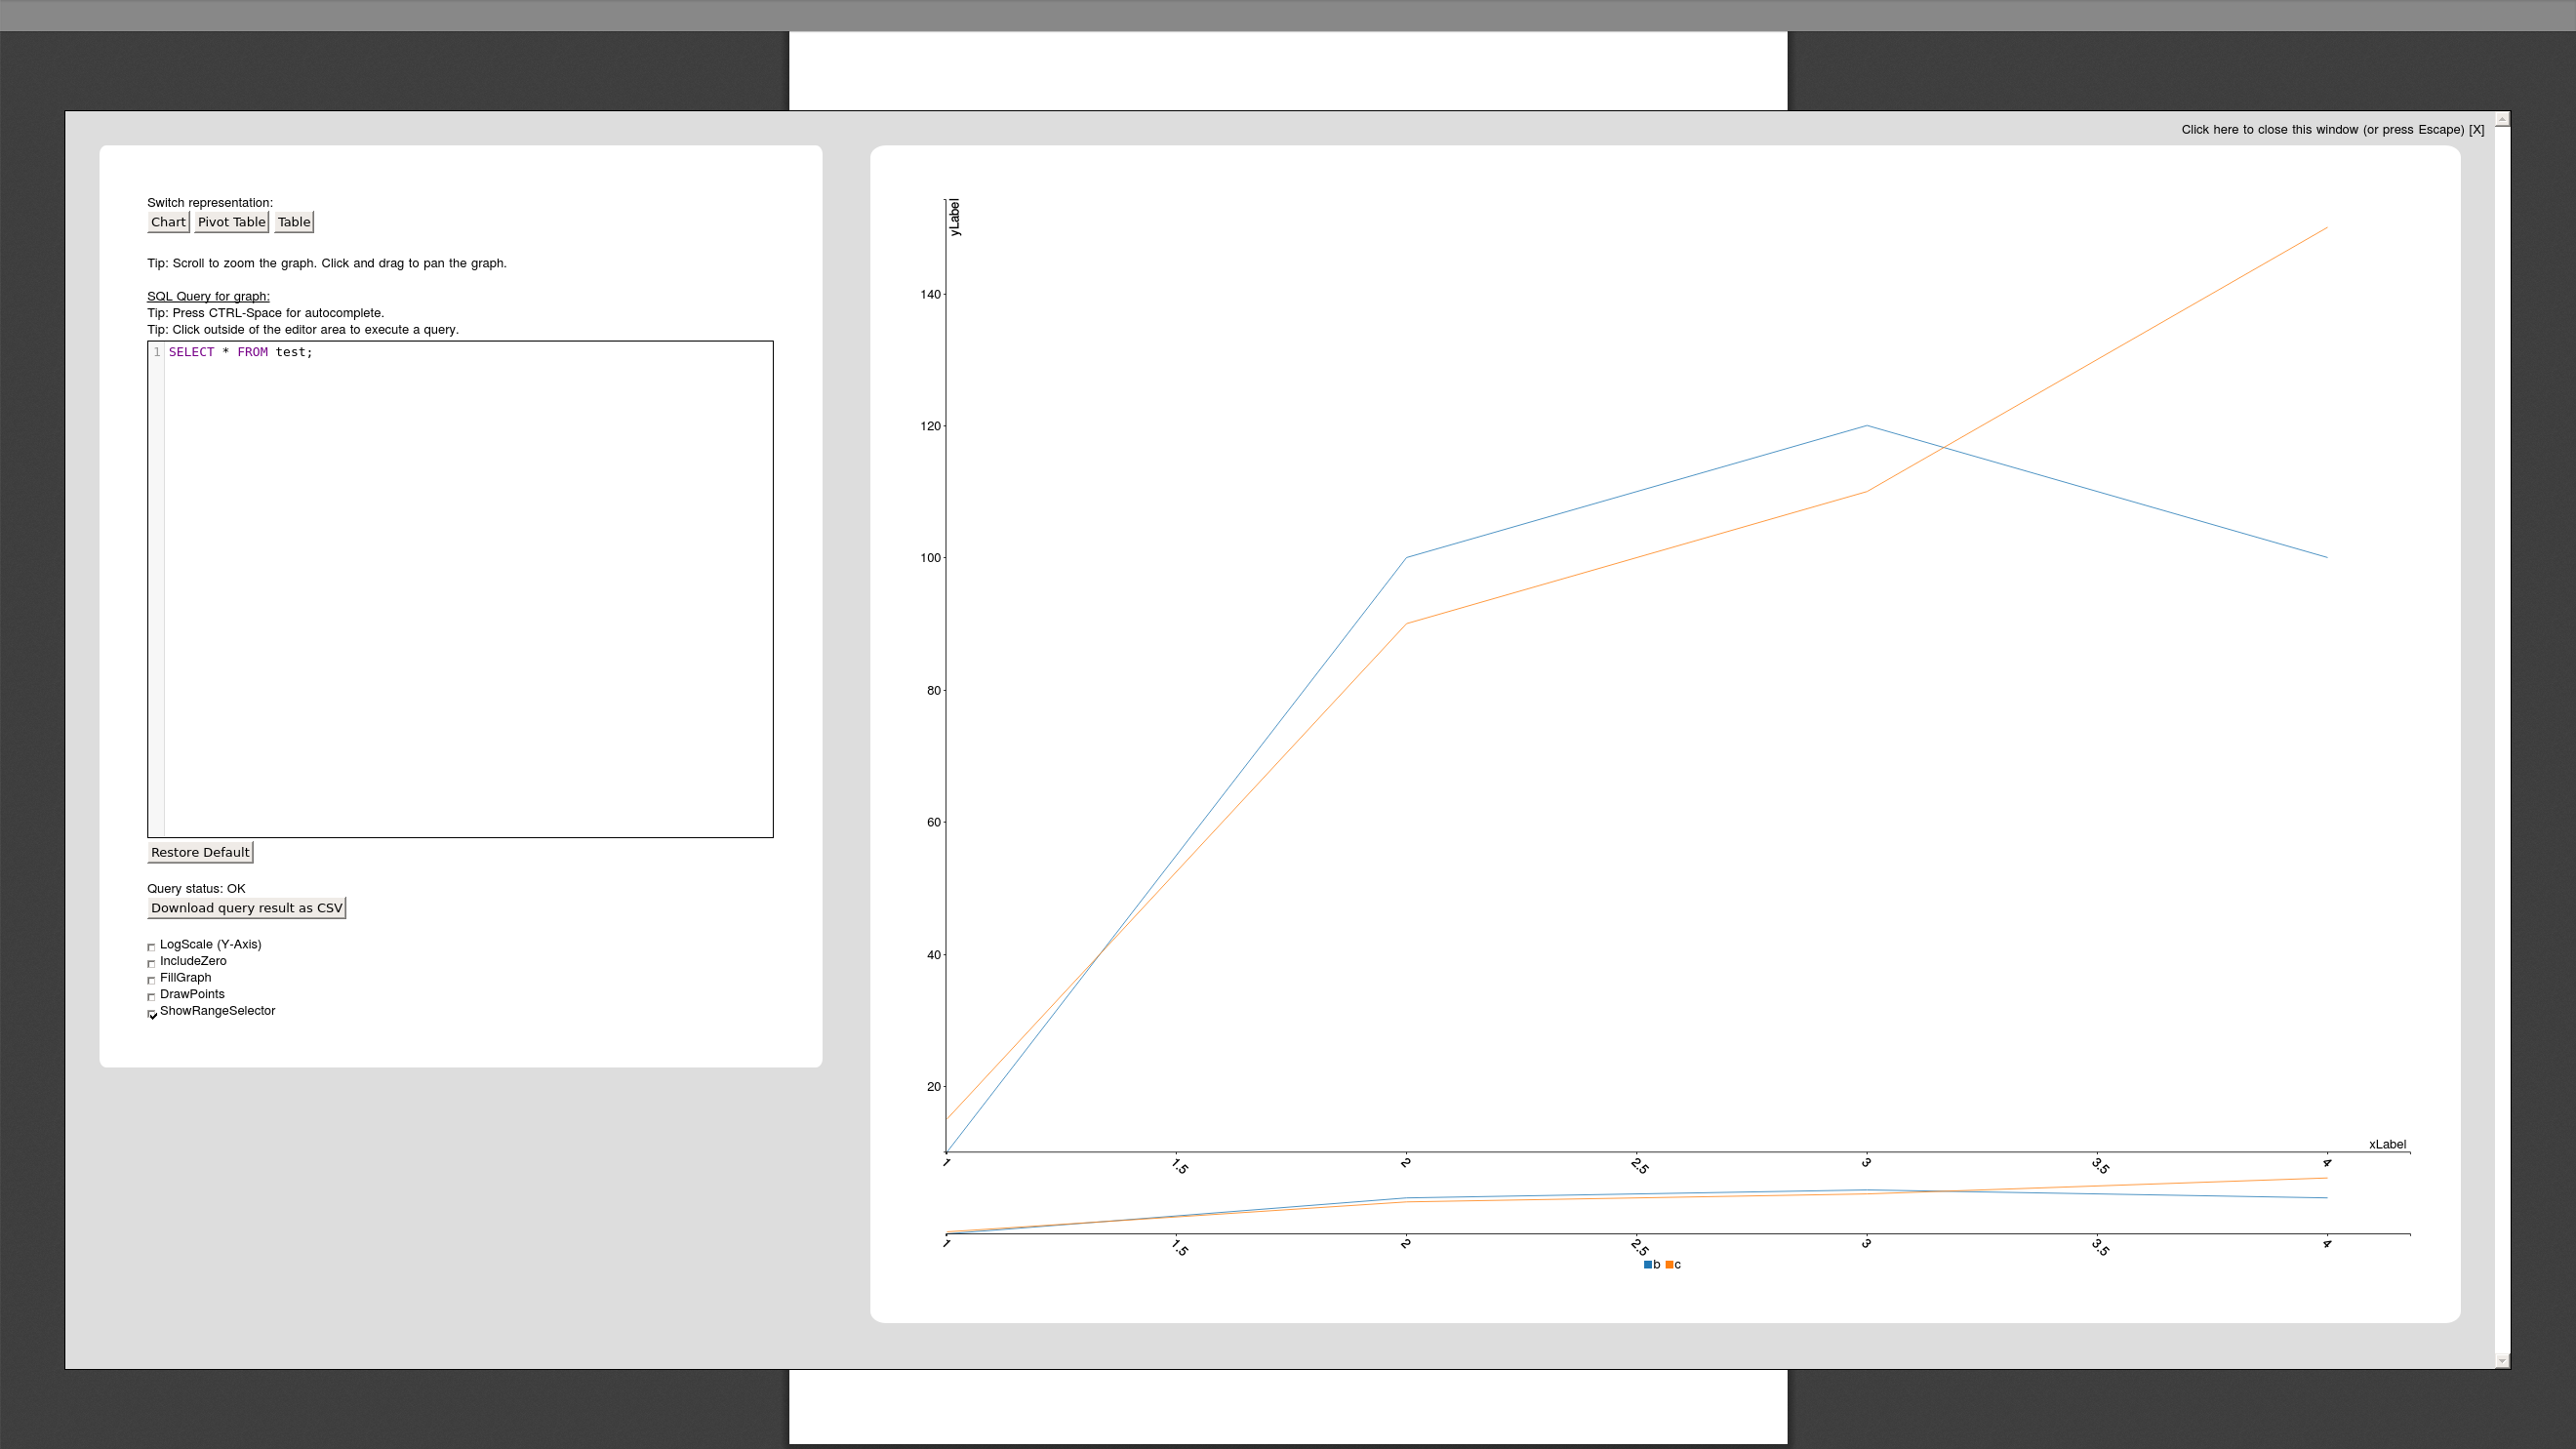 Click here to close this window (or press Escape) [X]
Switch representation:
Chart Pivot Table Table
Tip: Scroll to zoom the graph. Click and drag to pan the graph.
SQL Query for graph:
Tip: Press CTRL-Space for autocomplete.
Tip: Click outside of the editor area to execute a query.
1 SELECT * FROM test;
Restore Default
Query status: OK
Download query result as CSV
LogScale (Y-Axis)
IncludeZero
FillGraph
DrawPoints
ShowRangeSelector
yLabel
140
120
100
80
60
40
20
xLabel
1 1.5 2 2.5 3 3.5 4
1 1.5 2 2.5 3 3.5 4
b c